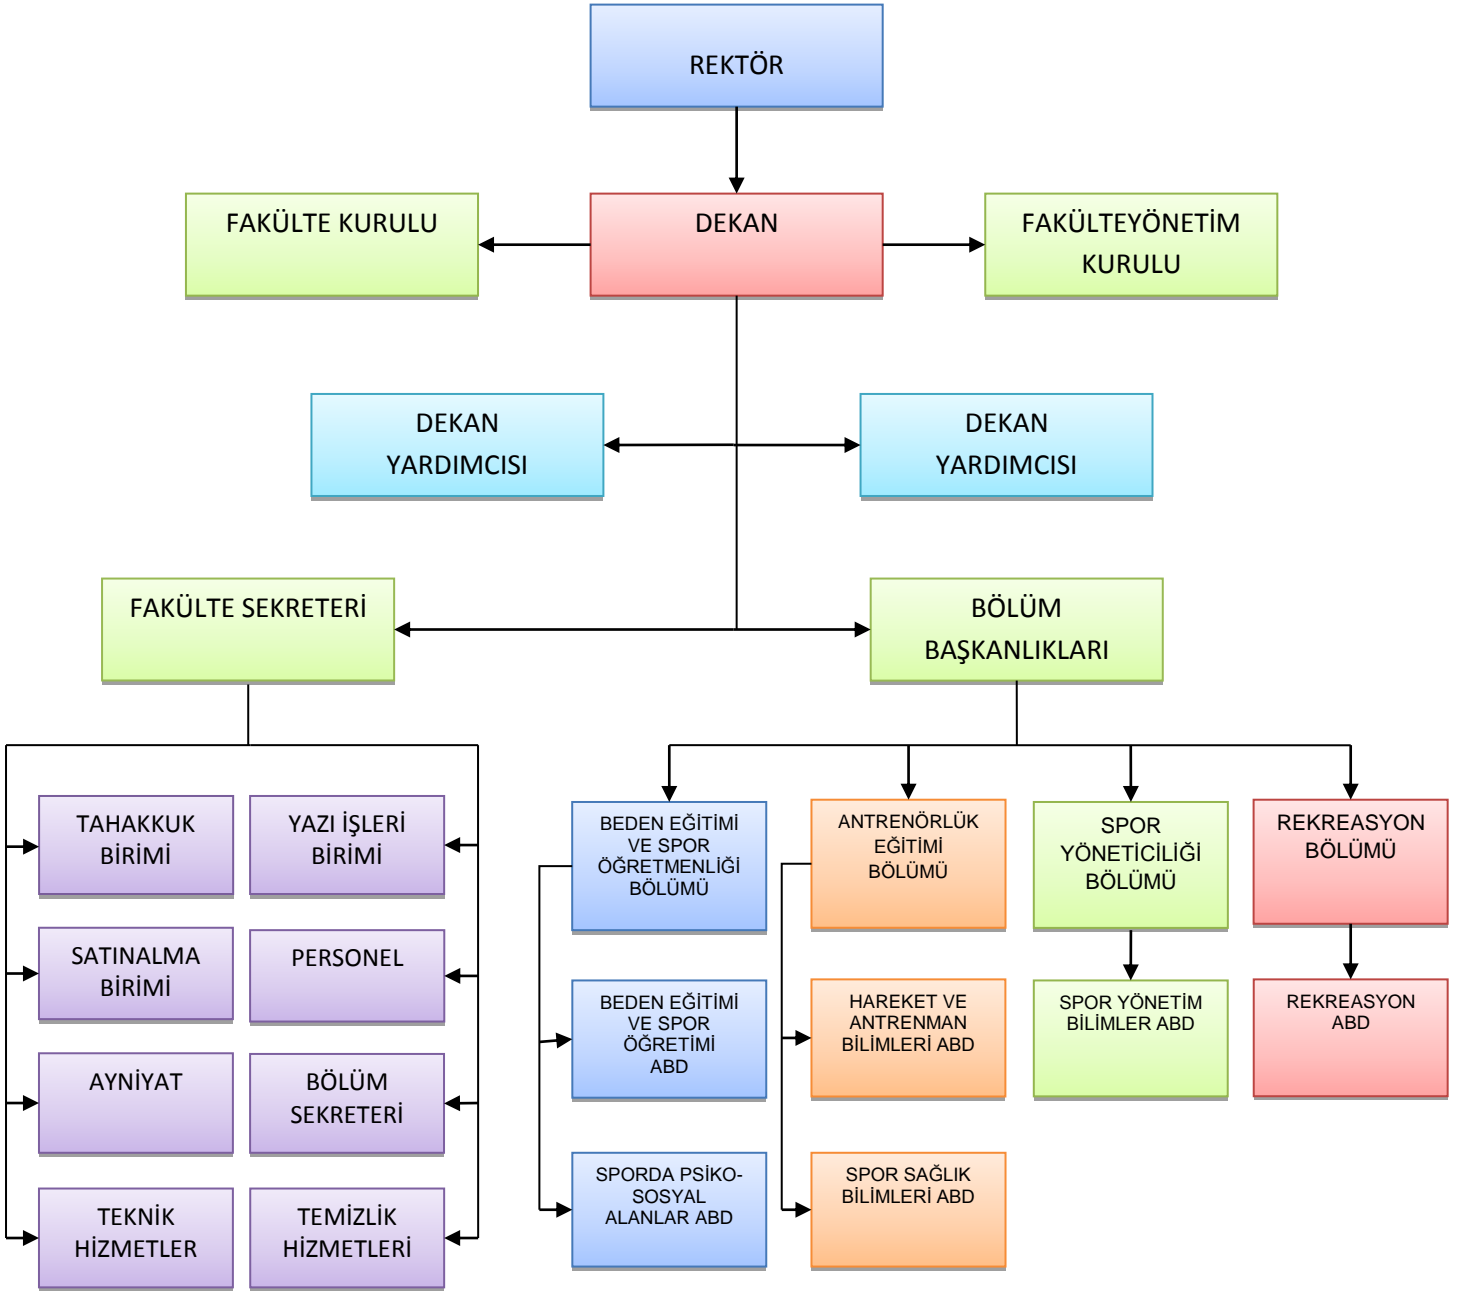 REKTÖR
FAKÜLTE KURULU
DEKAN
FAKÜLTEYÖNETİM
KURULU
DEKAN
YARDIMCISI
DEKAN
YARDIMCISI
FAKÜLTE SEKRETERİ
BÖLÜM
BAŞKANLIKLARI
TAHAKKUK
BİRİMİ
YAZI İŞLERİ
BİRİMİ
SATINALMA
BİRİMİ
PERSONEL
AYNİYAT
BÖLÜM
SEKRETERİ
TEKNİK
HİZMETLER
TEMİZLİK
HİZMETLERİ
BEDEN EĞİTİMİ
VE SPOR
ÖĞRETMENLİĞİ
BÖLÜMÜ
ANTRENÖRLÜK
EĞİTİMİ
BÖLÜMÜ
SPOR
YÖNETİCİLİĞİ
BÖLÜMÜ
REKREASYON
BÖLÜMÜ
BEDEN EĞİTİMİ
VE SPOR
ÖĞRETİMİ
ABD
HAREKET VE
ANTRENMAN
BİLİMLERİ ABD
SPOR YÖNETİM
BİLİMLER ABD
REKREASYON
ABD
SPORDA PSİKO-
SOSYAL
ALANLAR ABD
SPOR SAĞLIK
BİLİMLERİ ABD